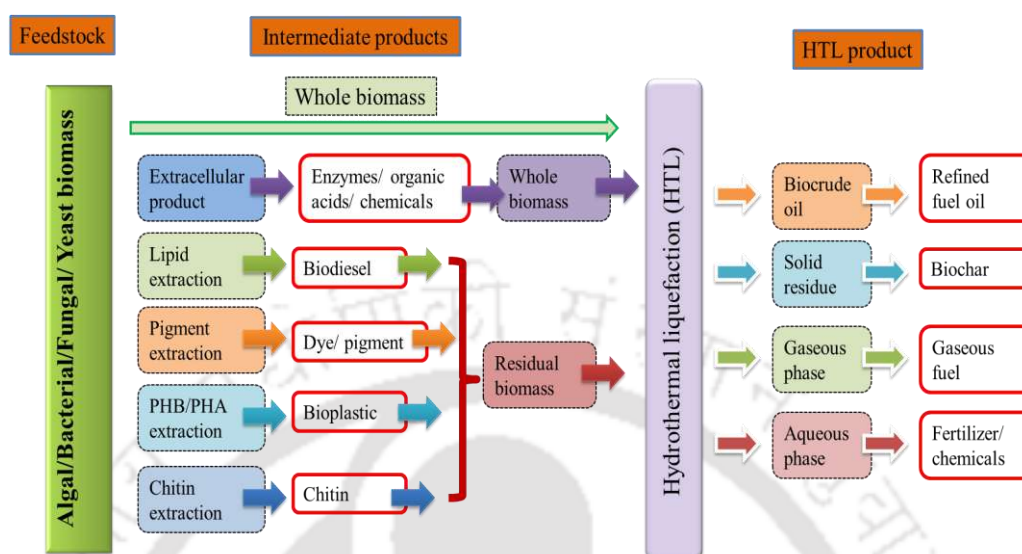 Feedstock
Intermediate products
HTL product
Whole biomass
Algal/Bacterial/Fungal/ Yeast biomass
Extracellular
product
Enzymes/ organic
acids/ chemicals
Whole
biomass
Lipid
extraction
Biodiesel
Pigment
extraction
Dye/ pigment
PHB/PHA
extraction
Bioplastic
Chitin
extraction
Chitin
Residual
biomass
Hydrothermal liquefaction (HTL)
Biocrude
oil
Refined
fuel oil
Solid
residue
Biochar
Gaseous
phase
Gaseous
fuel
Aqueous
phase
Fertilizer/
chemicals